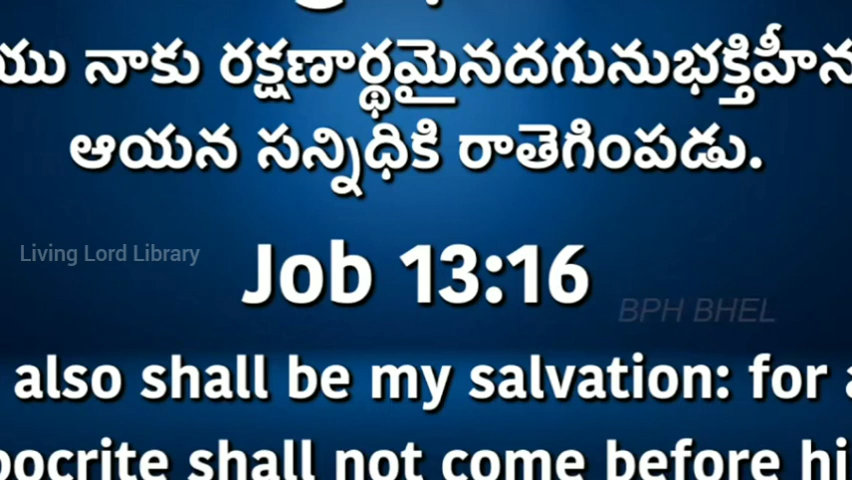 యు నాకు రక్షణార్థమైనదగునుభక్తిహీన
ఆయన సన్నిధికి రాతెగింపడు.
Living Lord Library
Job 13:16
BPH BHEL
also shall be my salvation: for a
pocrite shall not come before hi